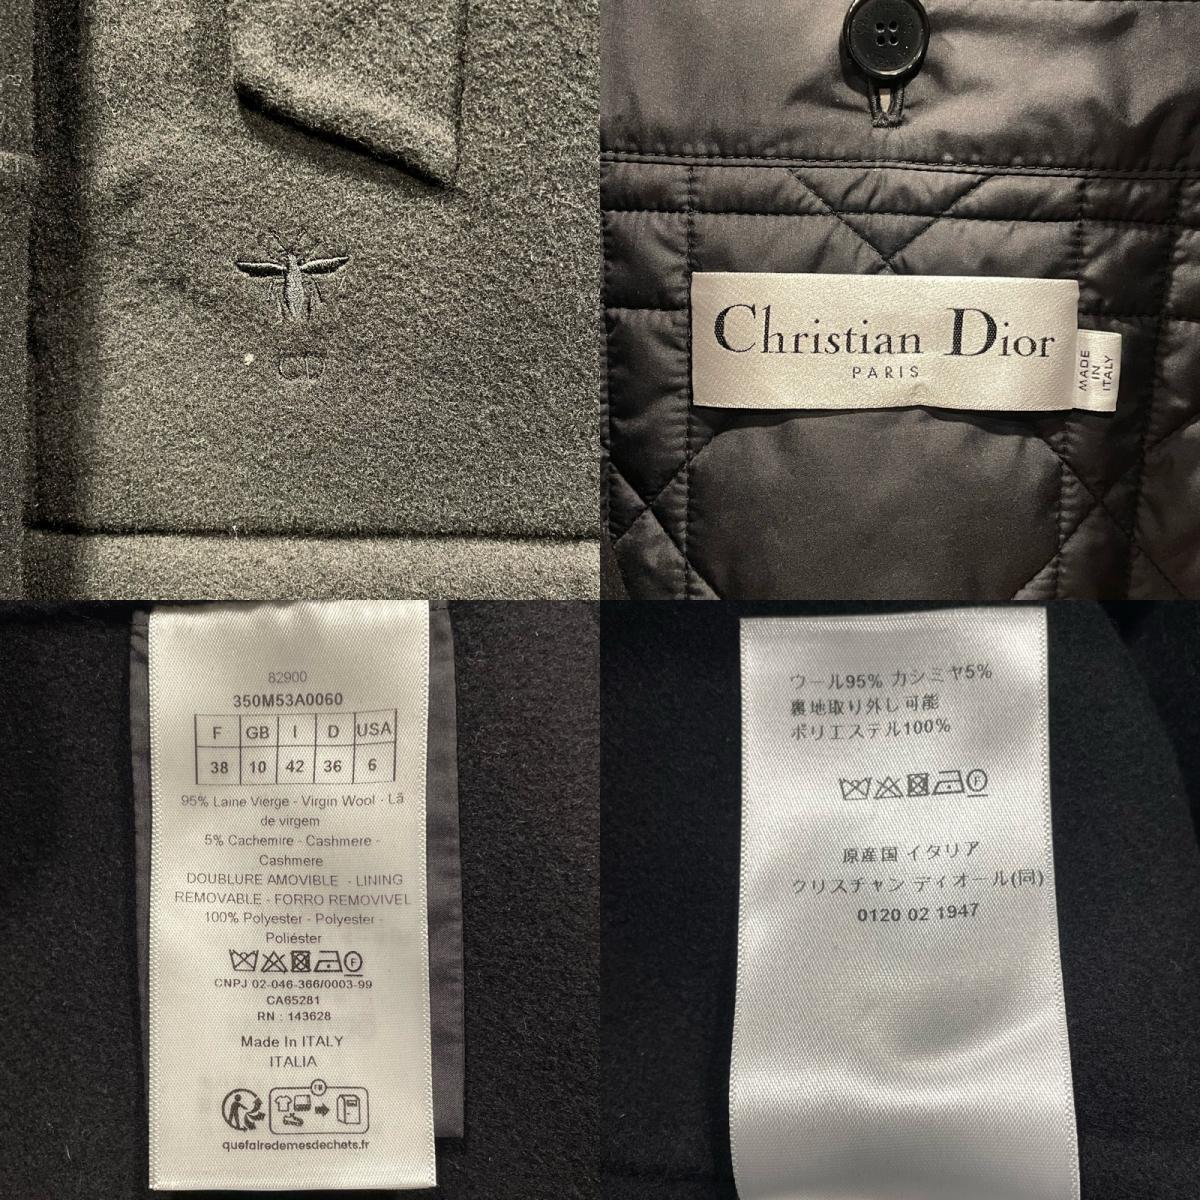 CD
Christian Dior
PARIS
MADE
IN
ITALY
82900
350M53A0060
F GB I D USA
38 10 42 36 6
95% Laine Vierge - Virgin Wool - Lã
de virgem
5% Cachemire - Cashmere -
Cashmere
DOUBLURE AMOVIBLE - LINING
REMOVABLE - FORRO REMOVIVEL
100% Polyester - Polyester -
Poliéster
CNPJ 02-046-366/0003-99
CA65281
RN : 143628
Made In ITALY
ITALIA
FR
quefairedemesdechets.fr
ウール95% カシミヤ5%
裏地取り外し可能
ポリエステル100%
原産国 イタリア
クリスチャン ディオール(同)
0120 02 1947